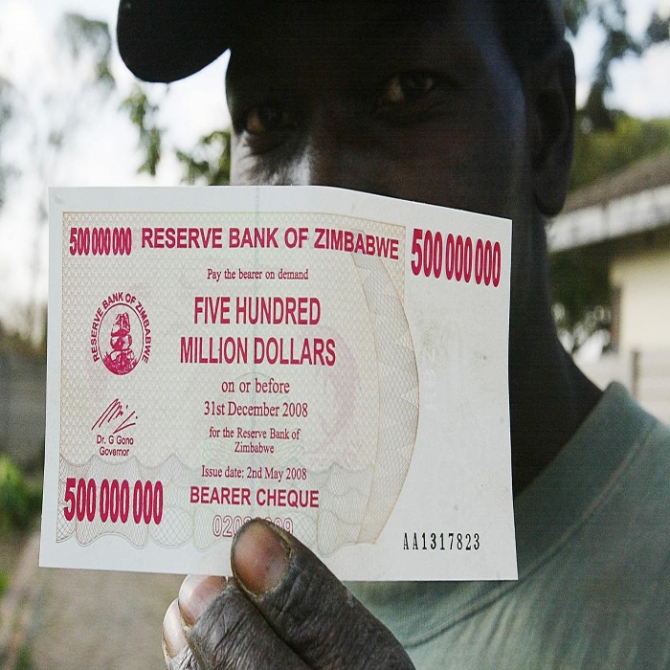 500 000 000 RESERVE BANK OF ZIMBABWE 500 000 000
Pay the bearer on demand
FIVE HUNDRED
MILLION DOLLARS
RESERVE BANK OF ZIMBABWE
on or before
31st December 2008
for the Reserve Bank of
Zimbabwe
Dr. G Gono
Governor
Issue date: 2nd May 2008
500 000 000
BEARER CHEQUE
AA1317823